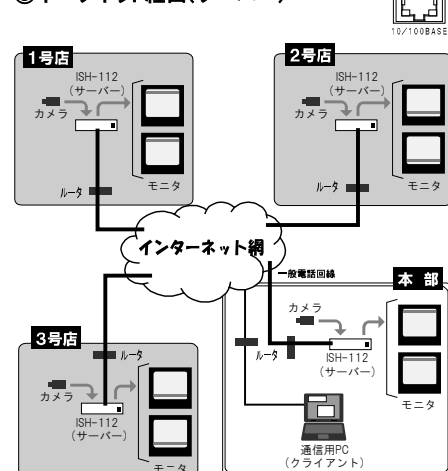 10/100BASE
1号店
ISH-112
(サーバー)
カメラ
ルータ
モニタ
2号店
ISH-112
(サーバー)
カメラ
ルータ
モニタ
インターネット網
一般電話回線
本 部
カメラ
ルータ
ISH-112
(サーバー)
モニタ
通信用PC
(クライアント)
3号店
ルータ
カメラ
ISH-112
(サーバー)
モニタ